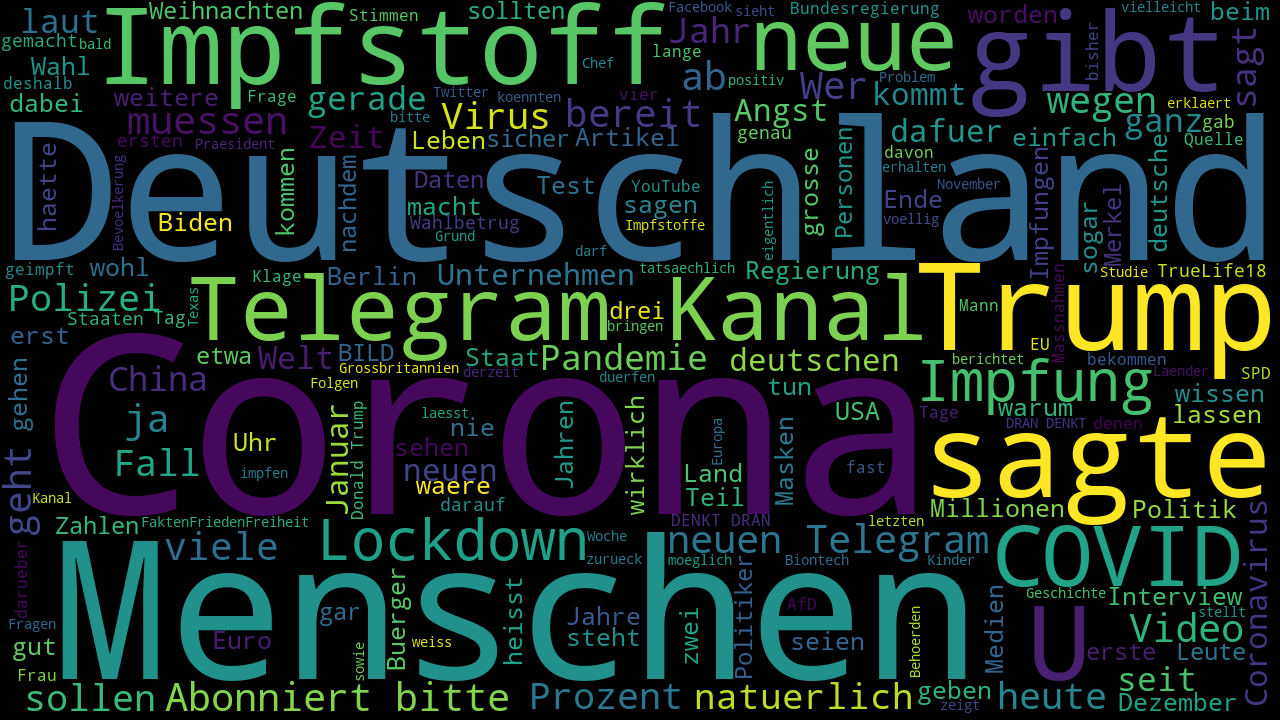 laut
Impfstoff
Weihnachten
Stimmen
sollten
Facebook
sieht
Bundesregierung
vielleicht
beim
gemacht
bald
Jahr
neue
worden
gibt
bisher
sagt
Wahl
lange
Chef
ab
positiv
Wer
Problem
kommt
deshalb
dabei
weitere
Frage
gerade
Twitter
koennten
vier
bereit
Angst
wegen
erklaert
muessen
bitte
Virus
ganz
gab
ersten
Praesident
Zeit
Leben
sicher
Artikel
genau
dafuer
einfach
Quelle
Deutschland
haette
Bevoelkerung
kommen
nachdem
Daten
Test
YouTube
grosse
Personen
davon
erhalten
November
Impfungen
Merkel
sogar
deutsche
Biden
macht
sagen
Ende
voellig
Wahlbetrug
Impfstoffe
Grund
darf
eigentlich
geimpft
wohl
Klage
Berlin
Unternehmen
tatsaechlich
Regierung
Studie
TrueLife18
Polizei
Texas
Telegram Kanal
Trump
Massnahmen
Staaten
Tag
drei
bringen
Mann
erst
EU
etwa
Welt
BILD
Staat
Pandemie
deutschen
berichtet
bekommen
Grossbritannien
derzeit
duerfen
Laender
SPD
gehen
China
Corona
Folgen
tun
Impfung
wissen
ja
Januar
Donald Trump
laesst
nie
Jahren
wirklich
Europa
Masken
USA
Tage
warum
lassen
DRAN DENKT
denen
Uhr
sehen
sagte
Fall
impfen
neuen
Land
fast
geht
Kanal
waere
Teil
darauf
Millionen
Politik
Zahlen
FaktenFriedenFreiheit
DENKT DRAN
letzten
viele
Lockdown
Woche
neuen Telegram
COVID
Coronavirus
darueber
zurueck
moeglich
Biontech
Kinder
Menschen
Buerger
heisst
Politiker
Geschichte
Interview
gar
Jahre
AfD
Behoerden
Medien
U
stellt
Fragen
Video
Euro
steht
zwei
seien
gut
weiss
erste
Leute
Frau
sowie
sollen
Abonniert bitte
Prozent
natuerlich
geben
zeigt
heute
seit
Dezember